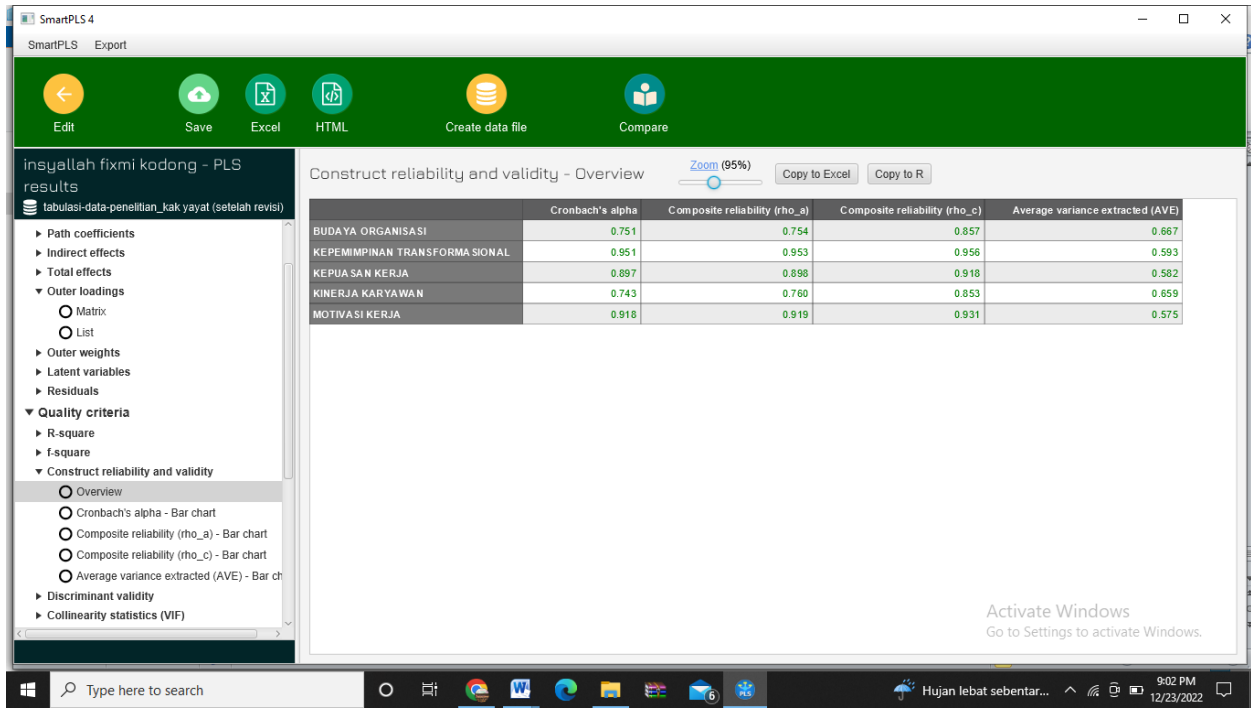 SmartPLS 4
SmartPLS Export
Edit Save Excel HTML Create data file Compare
insyallah fixmi kodong - PLS
results
tabulasi-data-penelitian_kak yayat (setelah revisi)
Path coefficients
Indirect effects
Total effects
Outer loadings
Matrix
List
Outer weights
Latent variables
Residuals
Quality criteria
R-square
f-square
Construct reliability and validity
Overview
Cronbach's alpha - Bar chart
Composite reliability (rho_a) - Bar chart
Composite reliability (rho_c) - Bar chart
Average variance extracted (AVE) - Bar ch
Discriminant validity
Collinearity statistics (VIF)
Construct reliability and validity - Overview Zoom (95%) Copy to Excel Copy to R
Cronbach's alpha Composite reliability (rho_a) Composite reliability (rho_c) Average variance extracted (AVE)
BUDAYA ORGANISASI 0.751 0.754 0.857 0.667
KEPEMIMPINAN TRANSFORMASIONAL 0.951 0.953 0.956 0.593
KEPUASAN KERJA 0.897 0.898 0.918 0.582
KINERJA KARYAWAN 0.743 0.760 0.853 0.659
MOTIVASI KERJA 0.918 0.919 0.931 0.575
Activate Windows
Go to Settings to activate Windows.
Type here to search
W
6
PLS
Hujan lebat sebentar...
9:02 PM
12/23/2022